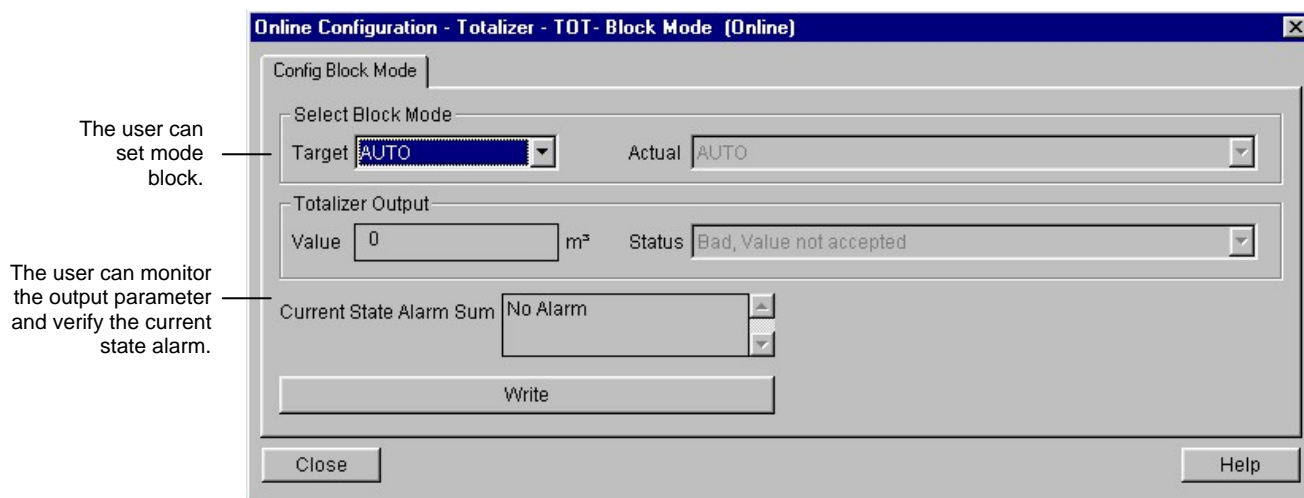 Online Configuration - Totalizer - TOT- Block Mode (Online)
Config Block Mode
Select Block Mode
Target AUTO Actual AUTO
The user can
set mode
block.
Totalizer Output
Value 0 m³ Status Bad, Value not accepted
The user can monitor
the output parameter
and verify the current
state alarm.
Current State Alarm Sum No Alarm
Write
Close Help